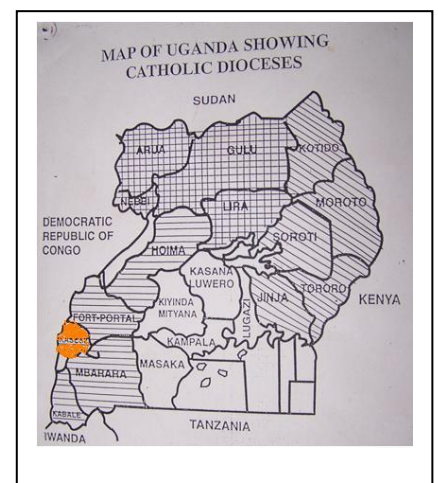 MAP OF UGANDA SHOWING
CATHOLIC DIOCESES
SUDAN
ARUA
GULU
KOTIDO
NEBBI
LIRA
MOROTO
DEMOCRATIC
REPUBLIC OF
CONGO
HOIMA
SOROTI
KASANA
LUWERO
TORORO
KIYINDA
MITYANA
JINJA
KENYA
FORT-PORTAL
LUGAZI
KASESE
KAMPALA
MBARARA
MASAKA
KABALE
TANZANIA
RWANDA